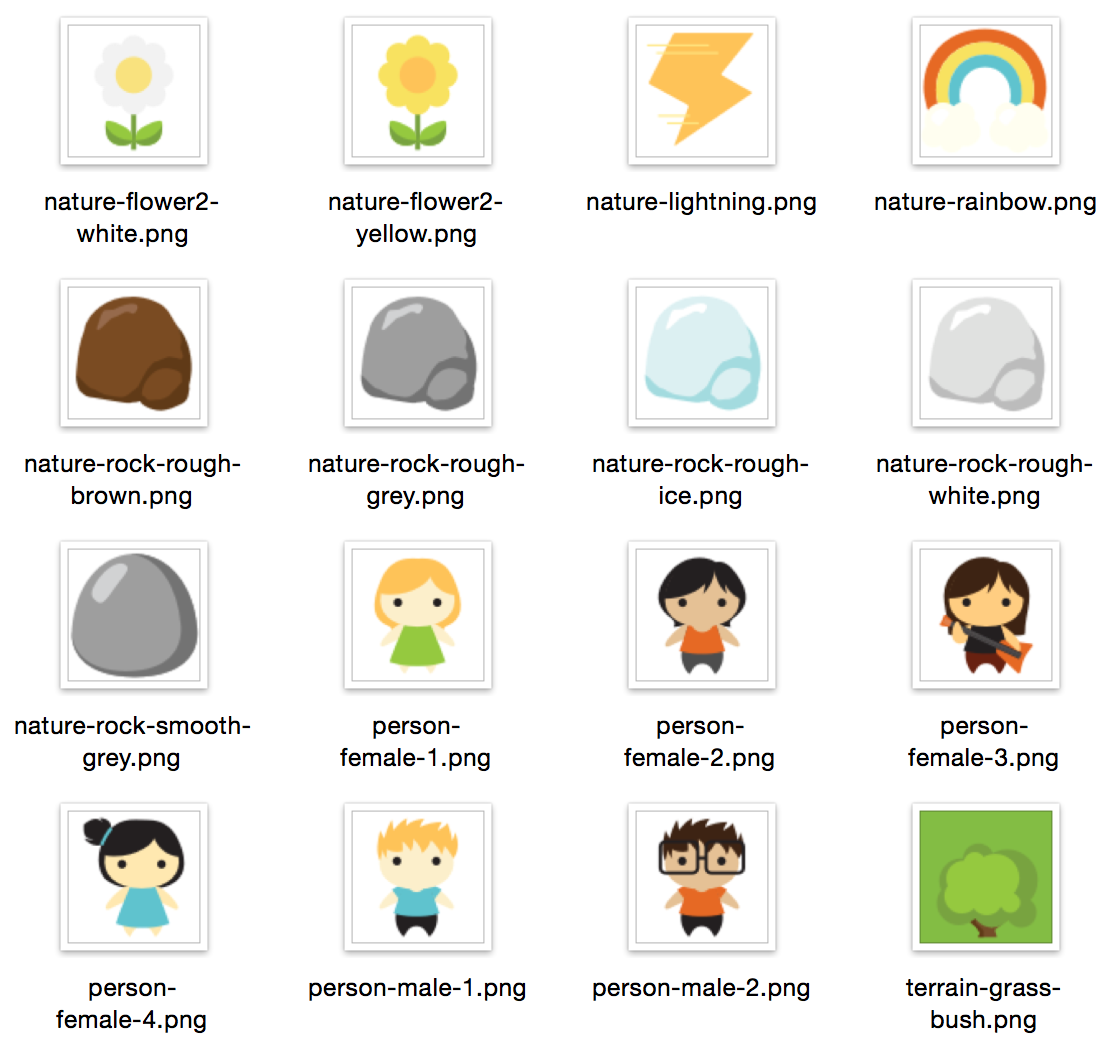 nature-flower2-
white.png
nature-flower2-
yellow.png
nature-lightning.png
nature-rainbow.png
nature-rock-rough-
brown.png
nature-rock-rough-
grey.png
nature-rock-rough-
ice.png
nature-rock-rough-
white.png
nature-rock-smooth-
grey.png
person-
female-1.png
person-
female-2.png
person-
female-3.png
person-
female-4.png
person-male-1.png
person-male-2.png
terrain-grass-
bush.png